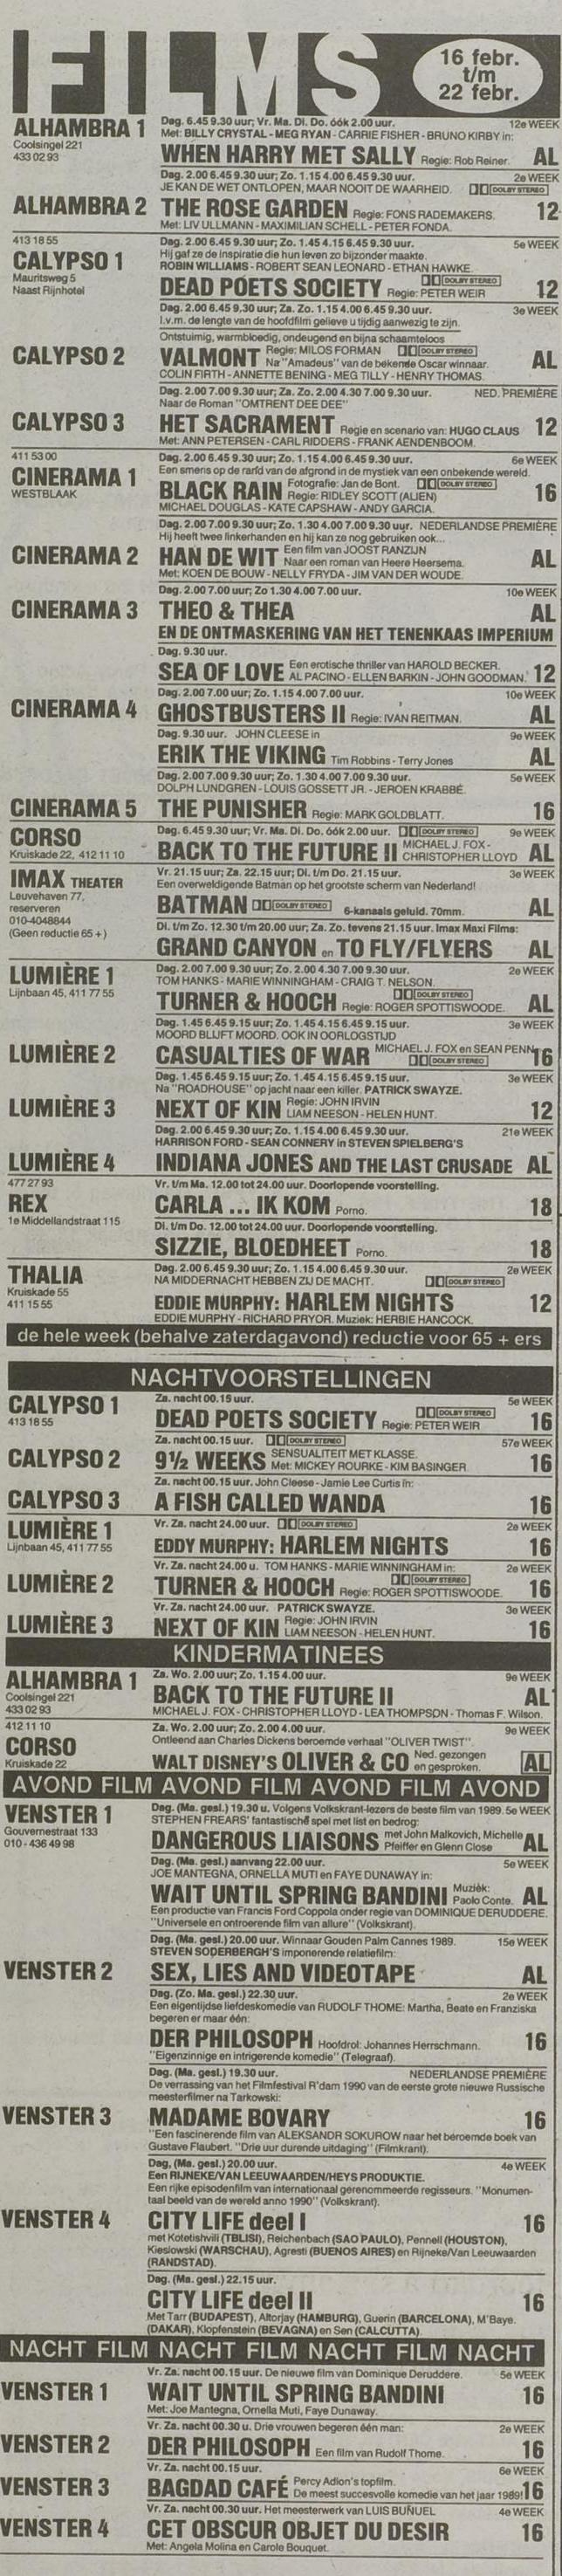 FILMS
16 febr.
t/m
22 febr.
ALHAMBRA 1
Coolsingel 221
433 02 93
Dag. 6.45 9.30 uur; Vr. Ma. Di. Do. óók 2.00 uur. 12e WEEK
Met: BILLY CRYSTAL - MEG RYAN - CARRIE FISHER - BRUNO KIRBY in:
WHEN HARRY MET SALLY Regie: Rob Reiner. AL
Dag. 2.00 6.45 9.30 uur; Zo. 1.15 4.00 6.45 9.30 uur. 2e WEEK
JE KAN DE WET ONTLOPEN, MAAR NOOIT DE WAARHEID. DOLBY STEREO
ALHAMBRA 2 THE ROSE GARDEN Regie: FONS RADEMAKERS. 12
Met: LIV ULLMANN - MAXIMILIAN SCHELL - PETER FONDA.
413 18 55
CALYPSO 1
Mauritsweg 5
Naast Rijnhotel
Dag. 2.00 6.45 9.30 uur; Zo. 1.45 4.15 6.45 9.30 uur. 5e WEEK
Hij gaf ze de inspiratie die hun leven zo bijzonder maakte.
ROBIN WILLIAMS - ROBERT SEAN LEONARD - ETHAN HAWKE.
DEAD POETS SOCIETY DOLBY STEREO Regie: PETER WEIR 12
Dag. 2.00 6.45 9.30 uur; Za. Zo. 1.15 4.00 6.45 9.30 uur. 3e WEEK
I.v.m. de lengte van de hoofdfilm gelieve u tijdig aanwezig te zijn.
Ontstuimig, warmbloedig, ondeugend en bijna schaamteloos
CALYPSO 2 VALMONT Regie: MILOS FORMAN DOLBY STEREO AL
Na "Amadeus" van de bekende Oscar winnaar.
COLIN FIRTH - ANNETTE BENING - MEG TILLY - HENRY THOMAS.
Dag. 2.00 7.00 9.30 uur; Za. Zo. 2.00 4.30 7.00 9.30 uur. NED. PREMIÈRE
Naar de Roman "OMTRENT DEE DEE"
CALYPSO 3 HET SACRAMENT Regie en scenario van: HUGO CLAUS 12
Met: ANN PETERSEN - CARL RIDDERS - FRANK AENDENBOOM.
411 53 00
CINERAMA 1
WESTBLAAK
Dag. 2.00 6.45 9.30 uur; Zo. 1.15 4.00 6.45 9.30 uur. 6e WEEK
Een smens op de rand van de afgrond in de mystiek van een onbekende wereld.
BLACK RAIN Fotografie: Jan de Bont. DOLBY STEREO 16
Regie: RIDLEY SCOTT (ALIEN)
MICHAEL DOUGLAS - KATE CAPSHAW - ANDY GARCIA.
Dag. 2.00 7.00 9.30 uur; Zo. 1.30 4.00 7.00 9.30 uur. NEDERLANDSE PREMIÈRE
Hij heeft twee linkerhanden en hij kan ze nog gebruiken ook...
CINERAMA 2 HAN DE WIT Een film van JOOST RANZIJN AL
Naar een roman van Heere Heersema.
Met: KOEN DE BOUW - NELLY FRYDA - JIM VAN DER WOUDE.
Dag. 2.00 7.00 uur; Zo 1.30 4.00 7.00 uur. 10e WEEK
CINERAMA 3 THEO & THEA AL
EN DE ONTMASKERING VAN HET TENENKAAS IMPERIUM
Dag. 9.30 uur.
SEA OF LOVE Een erotische thriller van HAROLD BECKER.
AL PACINO - ELLEN BARKIN - JOHN GOODMAN. 12
Dag. 2.00 7.00 uur; Zo. 1.15 4.00 7.00 uur. 10e WEEK
CINERAMA 4 GHOSTBUSTERS II Regie: IVAN REITMAN. AL
Dag. 9.30 uur. JOHN CLEESE in 9e WEEK
ERIK THE VIKING Tim Robbins - Terry Jones AL
Dag. 2.00 7.00 9.30 uur; Zo. 1.30 4.00 7.00 9.30 uur. 5e WEEK
DOLPH LUNDGREN - LOUIS GOSSETT JR. - JEROEN KRABBÉ.
CINERAMA 5 THE PUNISHER Regie: MARK GOLDBLATT. 16
CORSO
Kruiskade 22, 412 11 10
Dag. 6.45 9.30 uur; Vr. Ma. Di. Do. óók 2.00 uur. DOLBY STEREO 9e WEEK
BACK TO THE FUTURE II MICHAEL J. FOX - CHRISTOPHER LLOYD AL
IMAX THEATER
Leuvehaven 77,
reserveren
010-4048844
(Geen reductie 65 +)
Vr. 21.15 uur; Za. 22.15 uur; Di. t/m Do. 21.15 uur. 3e WEEK
Een overweldigende Batman op het grootste scherm van Nederland!
BATMAN DOLBY STEREO 6-kanaals geluid. 70mm. AL
Di. t/m Zo. 12.30 t/m 20.00 uur; Za. Zo. tevens 21.15 uur. Imax Maxi Films:
GRAND CANYON en TO FLY/FLYERS AL
LUMIÈRE 1
Lijnbaan 45, 411 77 55
Dag. 2.00 7.00 9.30 uur; Zo. 2.00 4.30 7.00 9.30 uur. 2e WEEK
TOM HANKS - MARIE WINNINGHAM - CRAIG T. NELSON.
TURNER & HOOCH DOLBY STEREO Regie: ROGER SPOTTISWOODE. AL
Dag. 1.45 6.45 9.15 uur; Zo. 1.45 4.15 6.45 9.15 uur. 3e WEEK
MOORD BLIJFT MOORD. OOK IN OORLOGSTIJD
LUMIÈRE 2 CASUALTIES OF WAR MICHAEL J. FOX en SEAN PENN DOLBY STEREO 16
Dag. 1.45 6.45 9.15 uur; Zo. 1.45 4.15 6.45 9.15 uur. 3e WEEK
Na "ROADHOUSE" op jacht naar een killer. PATRICK SWAYZE.
LUMIÈRE 3 NEXT OF KIN Regie: JOHN IRVIN
LIAM NEESON - HELEN HUNT. 12
Dag. 2.00 6.45 9.30 uur; Zo. 1.15 4.00 6.45 9.30 uur. 21e WEEK
HARRISON FORD - SEAN CONNERY in STEVEN SPIELBERG'S
LUMIÈRE 4 INDIANA JONES AND THE LAST CRUSADE AL
477 27 93
REX
1e Middellandstraat 115
Vr. t/m Ma. 12.00 tot 24.00 uur. Doorlopende voorstelling.
CARLA ... IK KOM Porno. 18
Di. t/m Do. 12.00 tot 24.00 uur. Doorlopende voorstelling.
SIZZIE, BLOEDHEET Porno. 18
THALIA
Kruiskade 55
411 15 55
Dag. 2.00 6.45 9.30 uur; Zo. 1.15 4.00 6.45 9.30 uur. 2e WEEK
NA MIDDERNACHT HEBBEN ZIJ DE MACHT. DOLBY STEREO
EDDIE MURPHY: HARLEM NIGHTS 12
EDDIE MURPHY - RICHARD PRYOR. Muziek: HERBIE HANCOCK.
de hele week (behalve zaterdagavond) reductie voor 65 + ers
NACHTVOORSTELLINGEN
CALYPSO 1
413 18 55
Za. nacht 00.15 uur. 5e WEEK
DEAD POETS SOCIETY DOLBY STEREO Regie: PETER WEIR 16
Za. nacht 00.15 uur. DOLBY STEREO 57e WEEK
CALYPSO 2 9½ WEEKS SENSUALITEIT MET KLASSE.
Met: MICKEY ROURKE - KIM BASINGER 16
Za. nacht 00.15 uur. John Cleese - Jamie Lee Curtis in:
CALYPSO 3 A FISH CALLED WANDA 16
LUMIÈRE 1
Lijnbaan 45, 411 77 55
Vr. Za. nacht 24.00 uur. DOLBY STEREO 2e WEEK
EDDY MURPHY: HARLEM NIGHTS 16
Vr. Za. nacht 24.00 u. TOM HANKS - MARIE WINNINGHAM in: 2e WEEK
LUMIÈRE 2 TURNER & HOOCH DOLBY STEREO Regie: ROGER SPOTTISWOODE. 16
Vr. Za. nacht 24.00 uur. PATRICK SWAYZE. 3e WEEK
LUMIÈRE 3 NEXT OF KIN Regie: JOHN IRVIN
LIAM NEESON - HELEN HUNT. 16
KINDERMATINEES
ALHAMBRA 1
Coolsingel 221
433 02 93
Za. Wo. 2.00 uur; Zo. 1.15 4.00 uur. 9e WEEK
BACK TO THE FUTURE II AL
MICHAEL J. FOX - CHRISTOPHER LLOYD - LEA THOMPSON - Thomas F. Wilson.
412 11 10
CORSO
Kruiskade 22
Za. Wo. 2.00 uur; Zo. 2.00 4.00 uur. 9e WEEK
Ontleend aan Charles Dickens beroemde verhaal "OLIVER TWIST".
WALT DISNEY'S OLIVER & CO Ned. gezongen en gesproken. AL
AVOND FILM AVOND FILM AVOND FILM AVOND
VENSTER 1
Gouvernestraat 133
010 - 436 49 98
Dag. (Ma. gesl.) 19.30 u. Volgens Volkskrant-lezers de beste film van 1989. 5e WEEK
STEPHEN FREARS' fantastische spel met list en bedrog:
DANGEROUS LIAISONS met John Malkovich, Michelle Pfeiffer en Glenn Close AL
Dag. (Ma. gesl.) aanvang 22.00 uur. 5e WEEK
JOE MANTEGNA, ORNELLA MUTI en FAYE DUNAWAY in:
WAIT UNTIL SPRING BANDINI Muziek: Paolo Conte. AL
Een productie van Francis Ford Coppola onder regie van DOMINIQUE DERUDDERE.
"Universele en ontroerende film van allure" (Volkskrant).
Dag. (Ma. gesl.) 20.00 uur. Winnaar Gouden Palm Cannes 1989. 15e WEEK
STEVEN SODERBERGH'S imponerende relatiefilm:
VENSTER 2 SEX, LIES AND VIDEOTAPE AL
Dag. (Zo. Ma. gesl.) 22.30 uur. 2e WEEK
Een eigentijdse liefdeskomedie van RUDOLF THOME: Martha, Beate en Franziska
begeren er maar één:
DER PHILOSOPH Hoofdrol: Johannes Herrschmann. 16
"Eigenzinnige en intrigerende komedie" (Telegraaf).
Dag. (Ma. gesl.) 19.30 uur. NEDERLANDSE PREMIÈRE
De verrassing van het Filmfestival R'dam 1990 van de eerste grote nieuwe Russische
meesterfilmer na Tarkowski:
VENSTER 3 MADAME BOVARY 16
"Een fascinerende film van ALEKSANDR SOKUROW naar het beroemde boek van
Gustave Flaubert. "Drie uur durende uitdaging" (Filmkrant).
Dag. (Ma. gesl.) 20.00 uur. 4e WEEK
Een RIJNEKE/VAN LEEUWAARDEN/HEYS PRODUKTIE.
Een rijke episodenfilm van internationaal gerenommeerde regisseurs. "Monumen-
taal beeld van de wereld anno 1990" (Volkskrant).
VENSTER 4 CITY LIFE deel I 16
met Kotetishvili (TBLISI), Reichenbach (SAO PAULO), Pennell (HOUSTON),
Kieslowski (WARSCHAU), Agresti (BUENOS AIRES) en Rijneke/Van Leeuwaarden
(RANDSTAD).
Dag. (Ma. gesl.) 22.15 uur.
CITY LIFE deel II 16
Met Tarr (BUDAPEST), Altorjay (HAMBURG), Guerin (BARCELONA), M'Baye.
(DAKAR), Klopfenstein (BEVAGNA) en Sen (CALCUTTA).
NACHT FILM NACHT FILM NACHT FILM NACHT
Vr. Za. nacht 00.15 uur. De nieuwe film van Dominique Deruddere. 5e WEEK
VENSTER 1 WAIT UNTIL SPRING BANDINI 16
Met: Joe Mantegna, Ornella Muti, Faye Dunaway.
Vr. Za. nacht 00.30 u. Drie vrouwen begeren één man: 2e WEEK
VENSTER 2 DER PHILOSOPH Een film van Rudolf Thome. 16
Vr. Za. nacht 00.15 uur. 6e WEEK
VENSTER 3 BAGDAD CAFÉ Percy Adlon's topfilm.
De meest succesvolle komedie van het jaar 1989! 16
Vr. Za. nacht 00.30 uur. Het meesterwerk van LUIS BUÑUEL 4e WEEK
VENSTER 4 CET OBSCUR OBJET DU DESIR 16
Met: Angela Molina en Carole Bouquet.